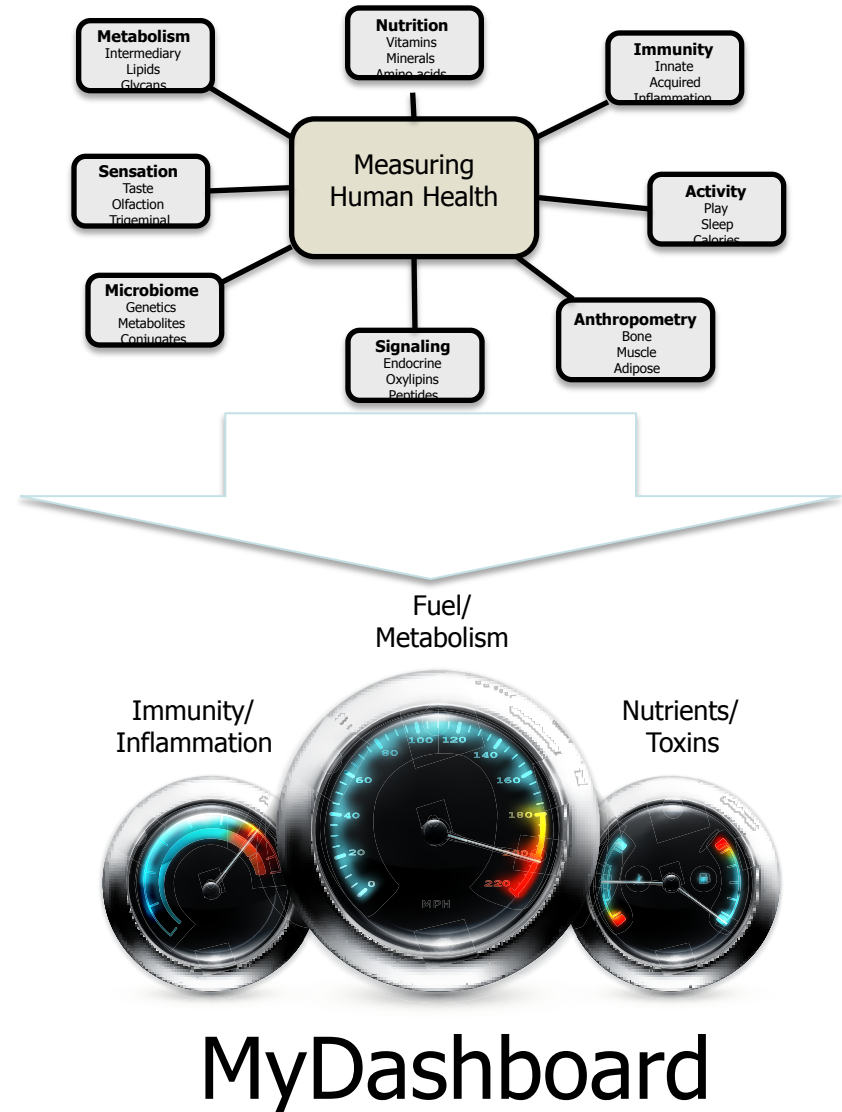 Metabolism
Intermediary
Lipids
Glycans
Nutrition
Vitamins
Minerals
Amino acids
Immunity
Innate
Acquired
Inflammation
Measuring
Human Health
Sensation
Taste
Olfaction
Trigeminal
Activity
Play
Sleep
Calories
Microbiome
Genetics
Metabolites
Conjugates
Signaling
Endocrine
Oxylipins
Peptides
Anthropometry
Bone
Muscle
Adipose
Fuel/
Metabolism
Immunity/
Inflammation
Nutrients/
Toxins
0
20
40
60
80
100
120
140
160
180
200
220
MPH
MyDashboard